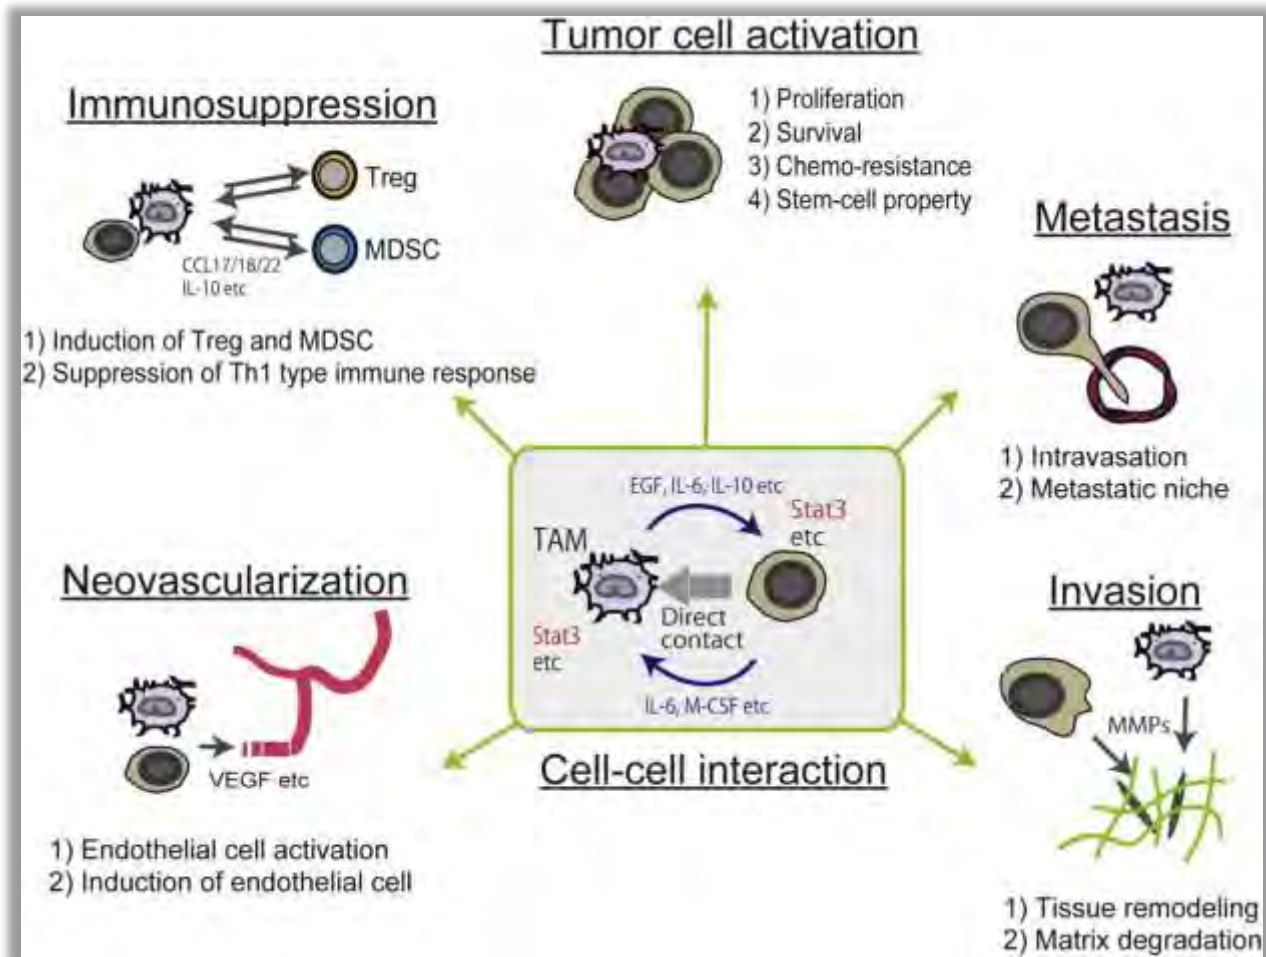 Tumor cell activation
1) Proliferation
2) Survival
3) Chemo-resistance
4) Stem-cell property
Immunosuppression
Treg
MDSC
CCL17/18/22
IL-10 etc
1) Induction of Treg and MDSC
2) Suppression of Th1 type immune response
Metastasis
1) Intravasation
2) Metastatic niche
EGF, IL-6, IL-10 etc
Stat3
etc
TAM
Direct
contact
Stat3
etc
IL-6, M-CSF etc
Cell-cell interaction
Neovascularization
VEGF etc
1) Endothelial cell activation
2) Induction of endothelial cell
Invasion
MMPs
1) Tissue remodeling
2) Matrix degradation